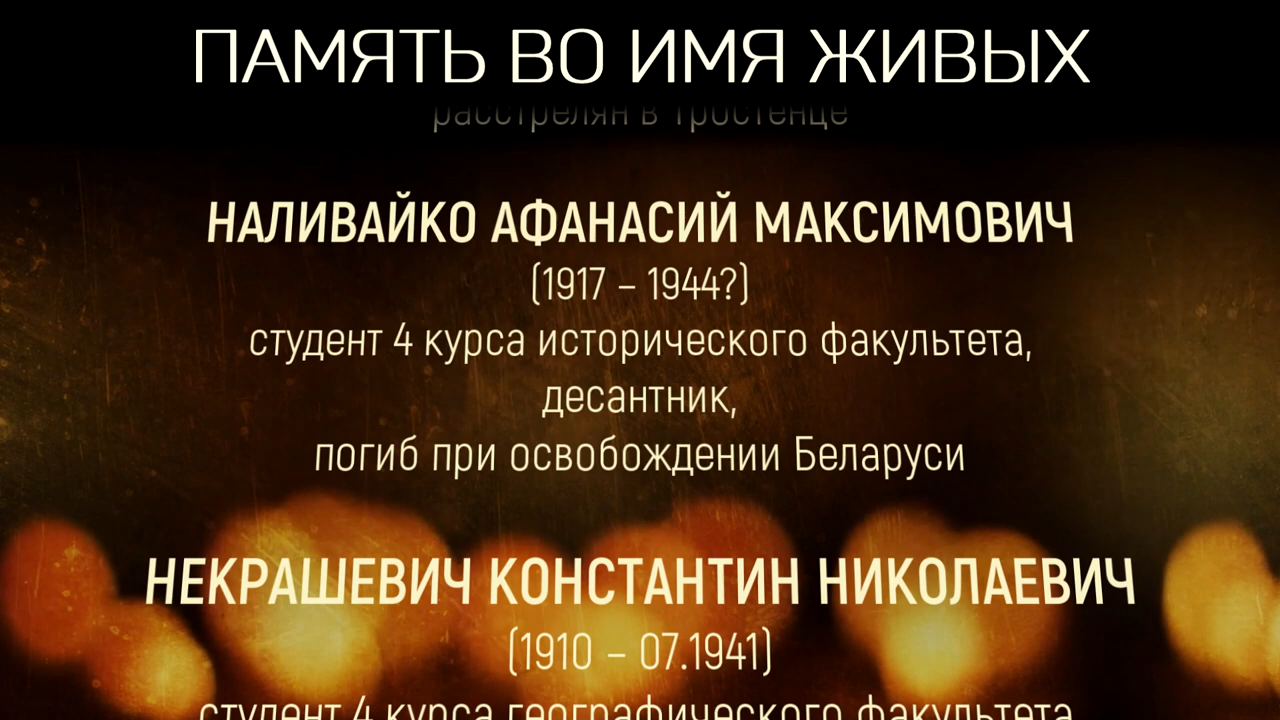 ПАМЯТЬ ВО ИМЯ ЖИВЫХ
расстрелян в Тростенце
НАЛИВАЙКО АФАНАСИЙ МАКСИМОВИЧ
(1917 – 1944?)
студент 4 курса исторического факультета,
десантник,
погиб при освобождении Беларуси
НЕКРАШЕВИЧ КОНСТАНТИН НИКОЛАЕВИЧ
(1910 – 07.1941)
студент 4 курса географического факультета